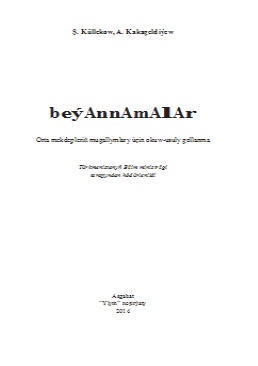 Ş. Küllekow, A. Kakageldiýew
beýAnnAmAlAr
Orta mekdepleriň mugallymlary üçin okuw-usuly gollanma
Türkmenistanyň Bilim ministrligi
tarapyndan hödürlenildi
Aşgabat
"Ylym" neşirýaty
2014